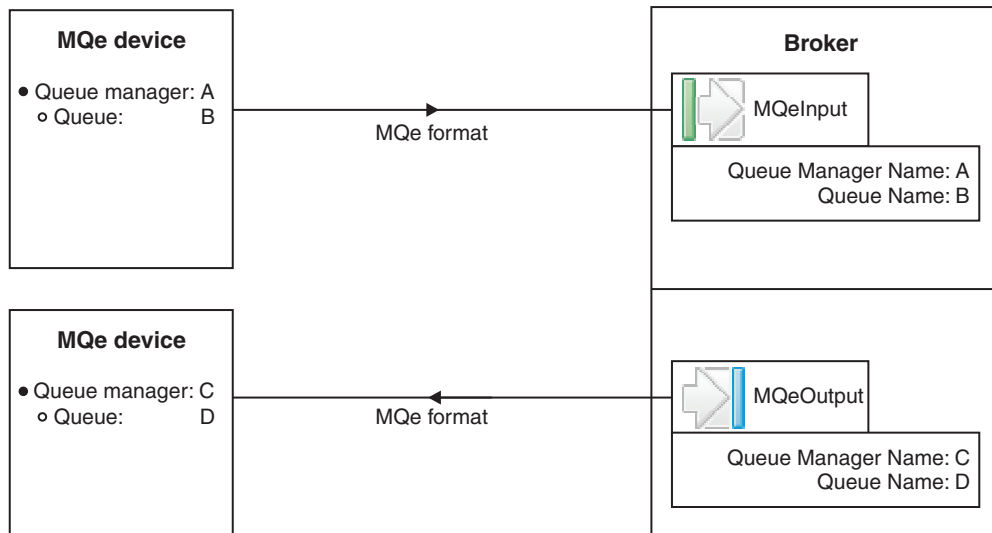 MQe device
Queue manager: A
Queue: B
MQe format
Broker
MQeInput
Queue Manager Name: A
Queue Name: B
MQe device
Queue manager: C
Queue: D
MQe format
MQeOutput
Queue Manager Name: C
Queue Name: D